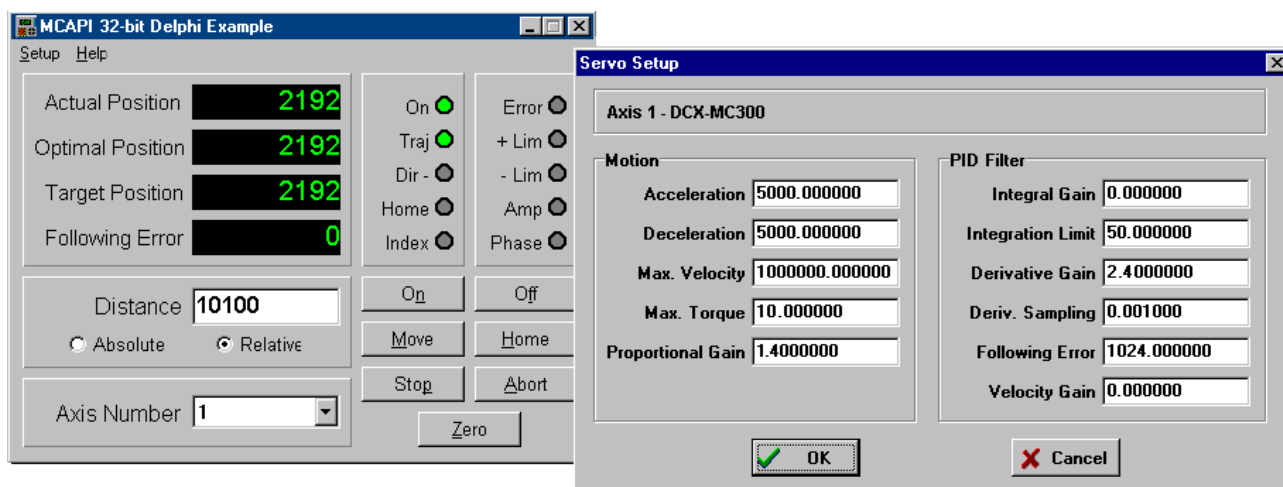 MCAPI 32-bit Delphi Example
Setup Help
Actual Position 2192
Optimal Position 2192
Target Position 2192
Following Error 0
On
Traj
Dir -
Home
Index
Error
+ Lim
- Lim
Amp
Phase
Distance 10100
Absolute Relative
Axis Number 1
On Off
Move Home
Stop Abort
Zero
Servo Setup
Axis 1 - DCX-MC300
Motion
Acceleration 5000.000000
Deceleration 5000.000000
Max. Velocity 1000000.000000
Max. Torque 10.000000
Proportional Gain 1.4000000
PID Filter
Integral Gain 0.000000
Integration Limit 50.000000
Derivative Gain 2.4000000
Deriv. Sampling 0.001000
Following Error 1024.000000
Velocity Gain 0.000000
OK Cancel